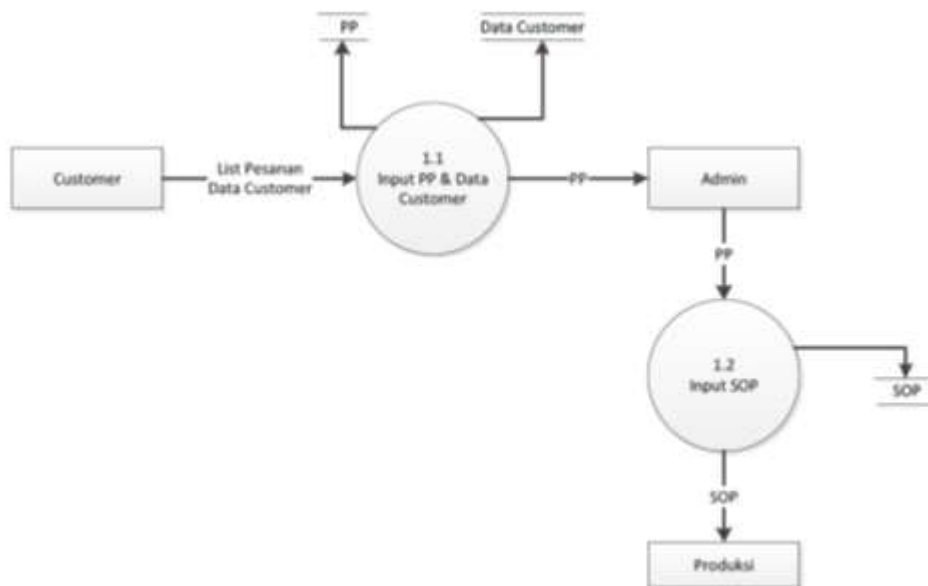 PP
Data Customer
Customer
List Pesanan
Data Customer
1.1
Input PP & Data
Customer
PP
Admin
PP
1.2
Input SOP
SOP
SOP
Produksi